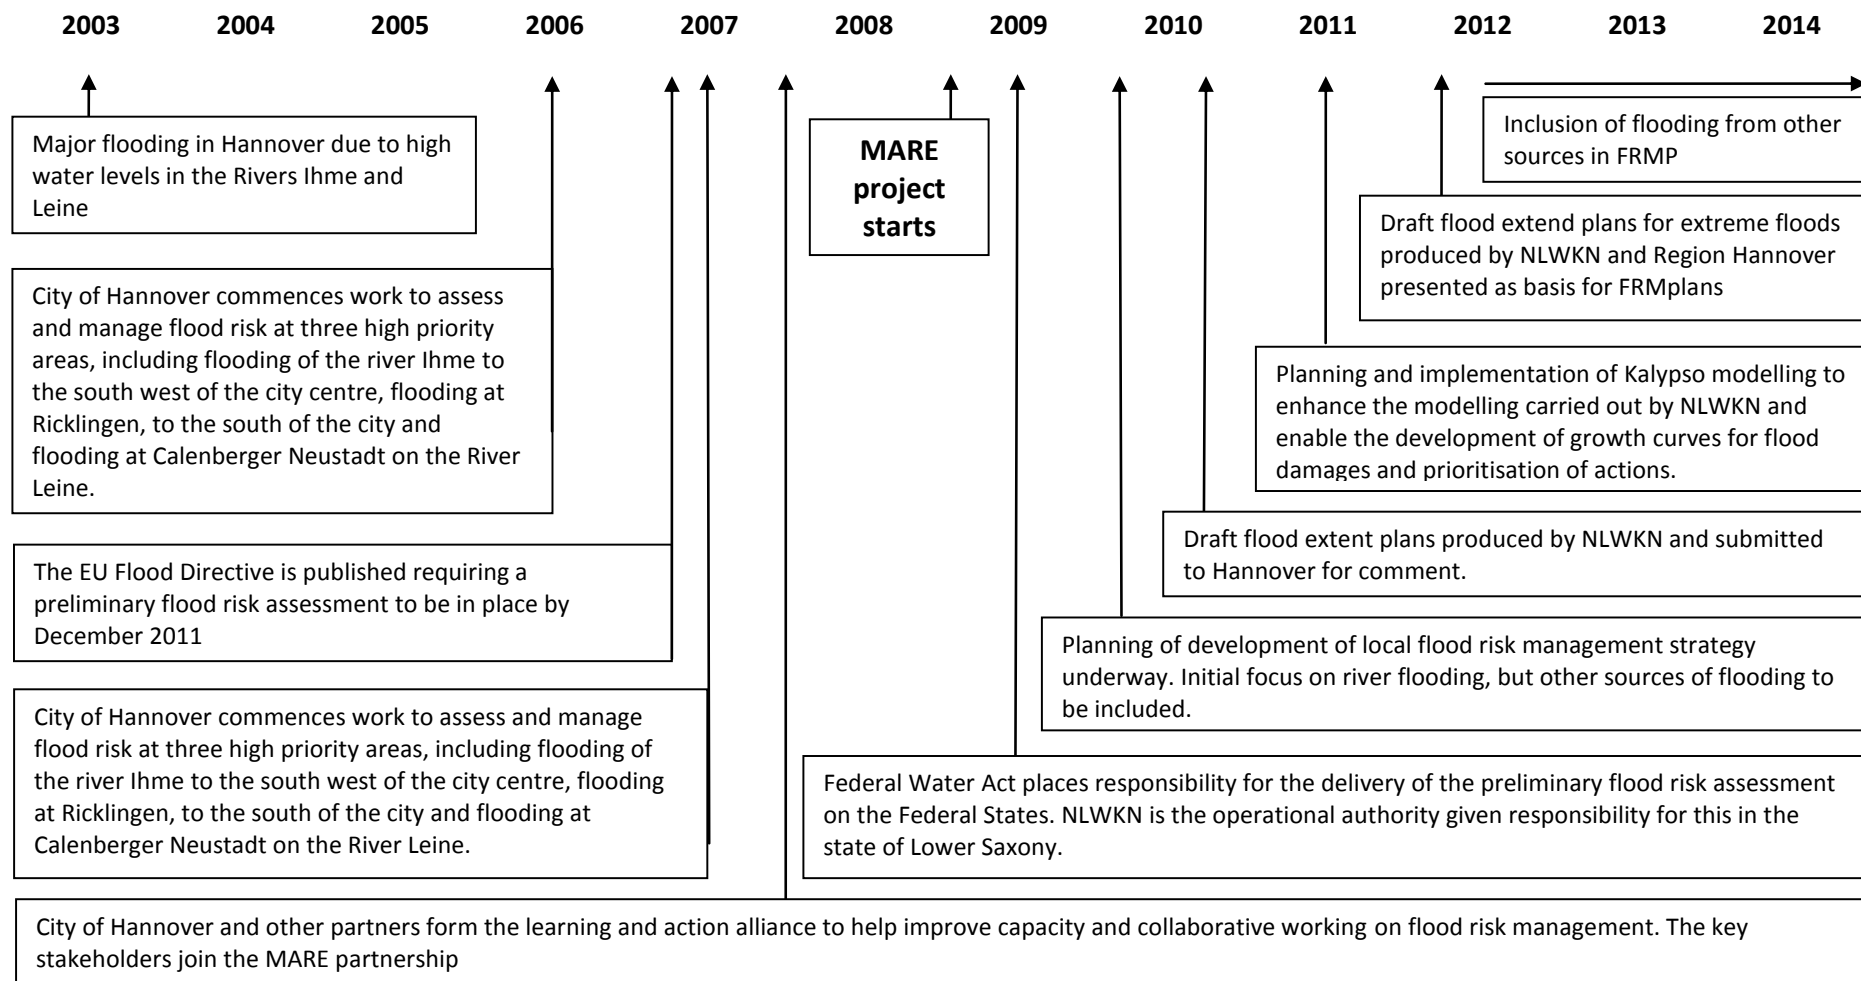 2003 2004 2005 2006 2007 2008 2009 2010 2011 2012 2013 2014
Major flooding in Hannover due to high
water levels in the Rivers Ihme and
Leine
City of Hannover commences work to assess
and manage flood risk at three high priority
areas, including flooding of the river Ihme to
the south west of the city centre, flooding at
Ricklingen, to the south of the city and
flooding at Calenberger Neustadt on the River
Leine.
The EU Flood Directive is published requiring a
preliminary flood risk assessment to be in place by
December 2011
City of Hannover commences work to assess and manage
flood risk at three high priority areas, including flooding of
the river Ihme to the south west of the city centre, flooding
at Ricklingen, to the south of the city and flooding at
Calenberger Neustadt on the River Leine.
City of Hannover and other partners form the learning and action alliance to help improve capacity and collaborative working on flood risk management. The key
stakeholders join the MARE partnership
MARE
project
starts
Federal Water Act places responsibility for the delivery of the preliminary flood risk assessment
on the Federal States. NLWKN is the operational authority given responsibility for this in the
state of Lower Saxony.
Planning of development of local flood risk management strategy
underway. Initial focus on river flooding, but other sources of flooding to
be included.
Draft flood extent plans produced by NLWKN and submitted
to Hannover for comment.
Planning and implementation of Kalypso modelling to
enhance the modelling carried out by NLWKN and
enable the development of growth curves for flood
damages and prioritisation of actions.
Draft flood extend plans for extreme floods
produced by NLWKN and Region Hannover
presented as basis for FRMplans
Inclusion of flooding from other
sources in FRMP